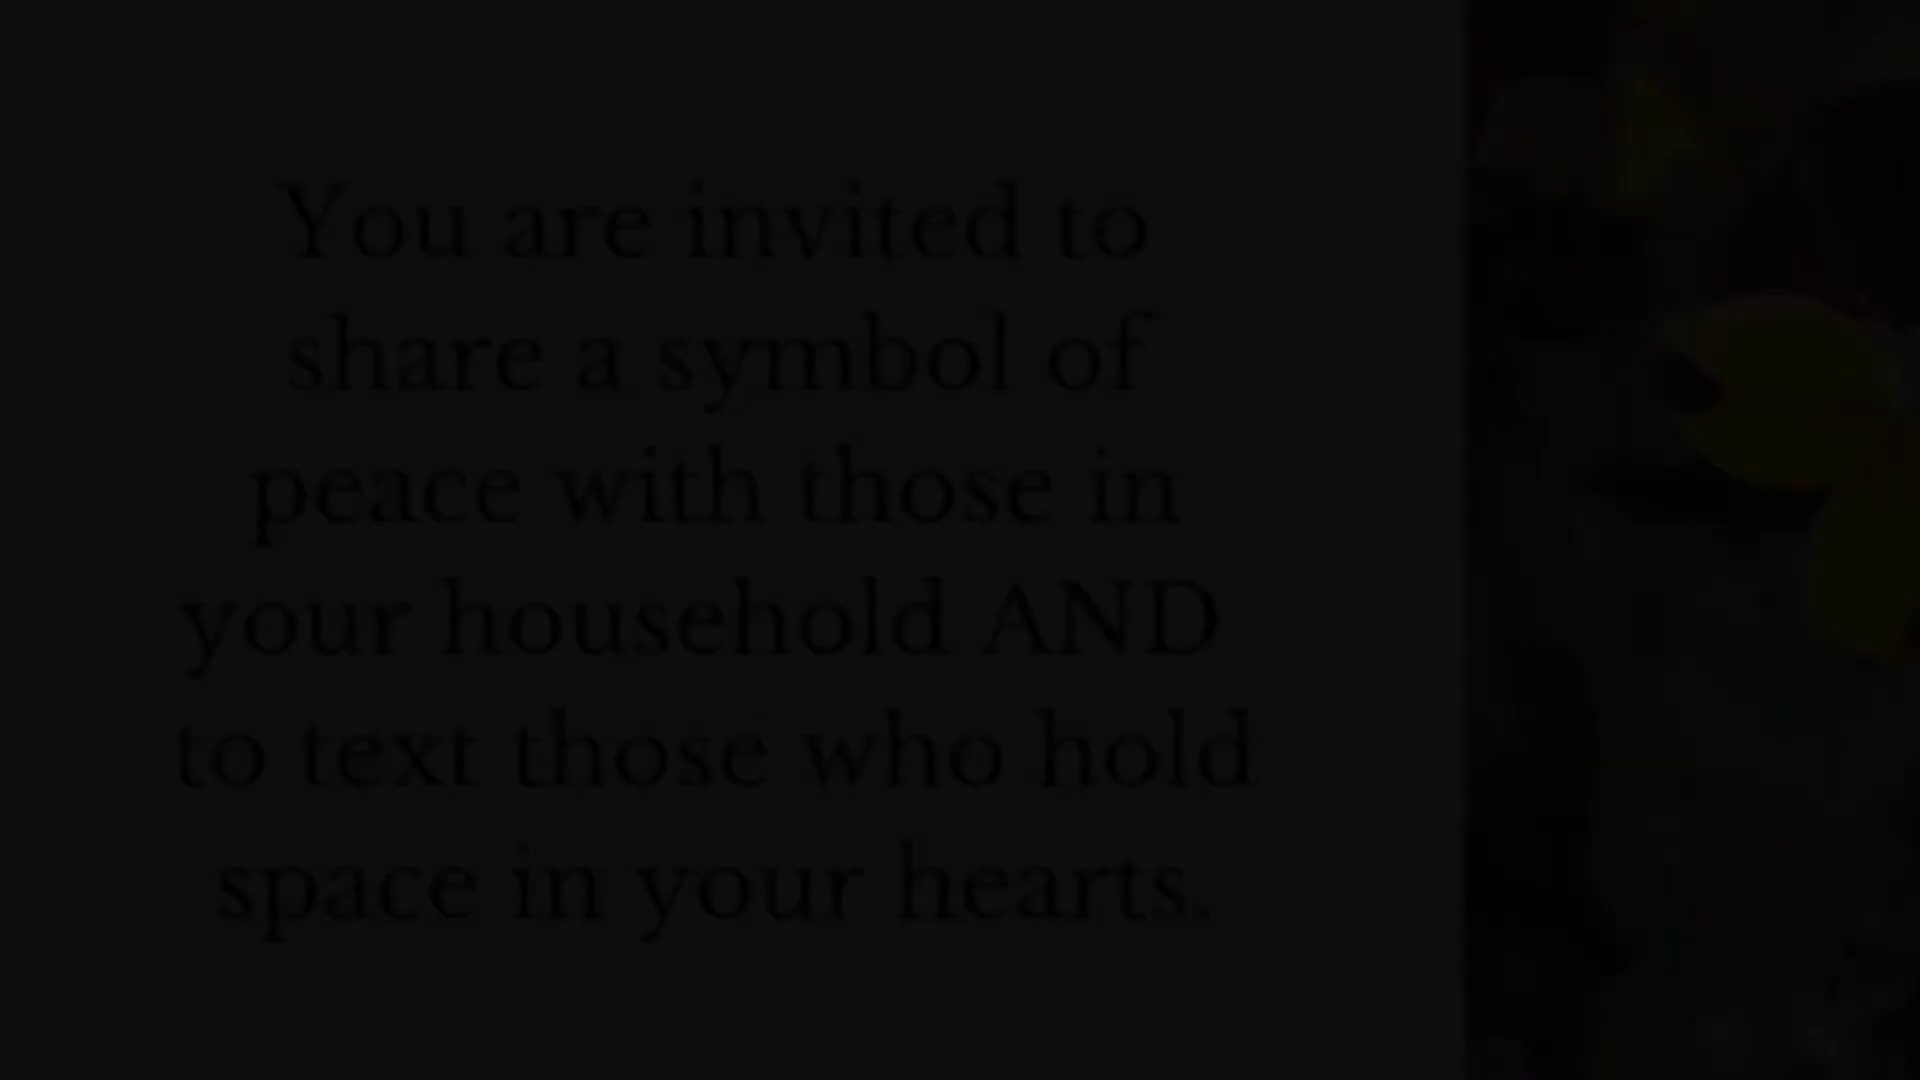 You are invited to
share a symbol of
peace with those in
your household AND
to text those who hold
space in your hearts.